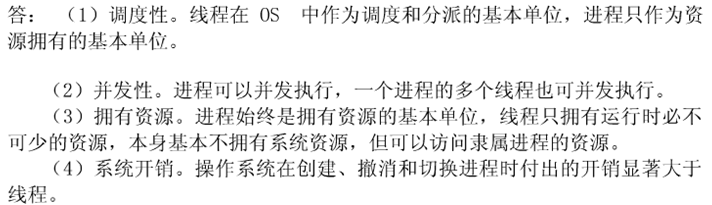 答： （1）调度性。线程在 OS 中作为调度和分派的基本单位，进程只作为资
源拥有的基本单位。
（2）并发性。进程可以并发执行，一个进程的多个线程也可并发执行。
（3）拥有资源。进程始终是拥有资源的基本单位，线程只拥有运行时必不
可少的资源，本身基本不拥有系统资源，但可以访问隶属进程的资源。
（4）系统开销。操作系统在创建、撤消和切换进程时付出的开销显著大于
线程。